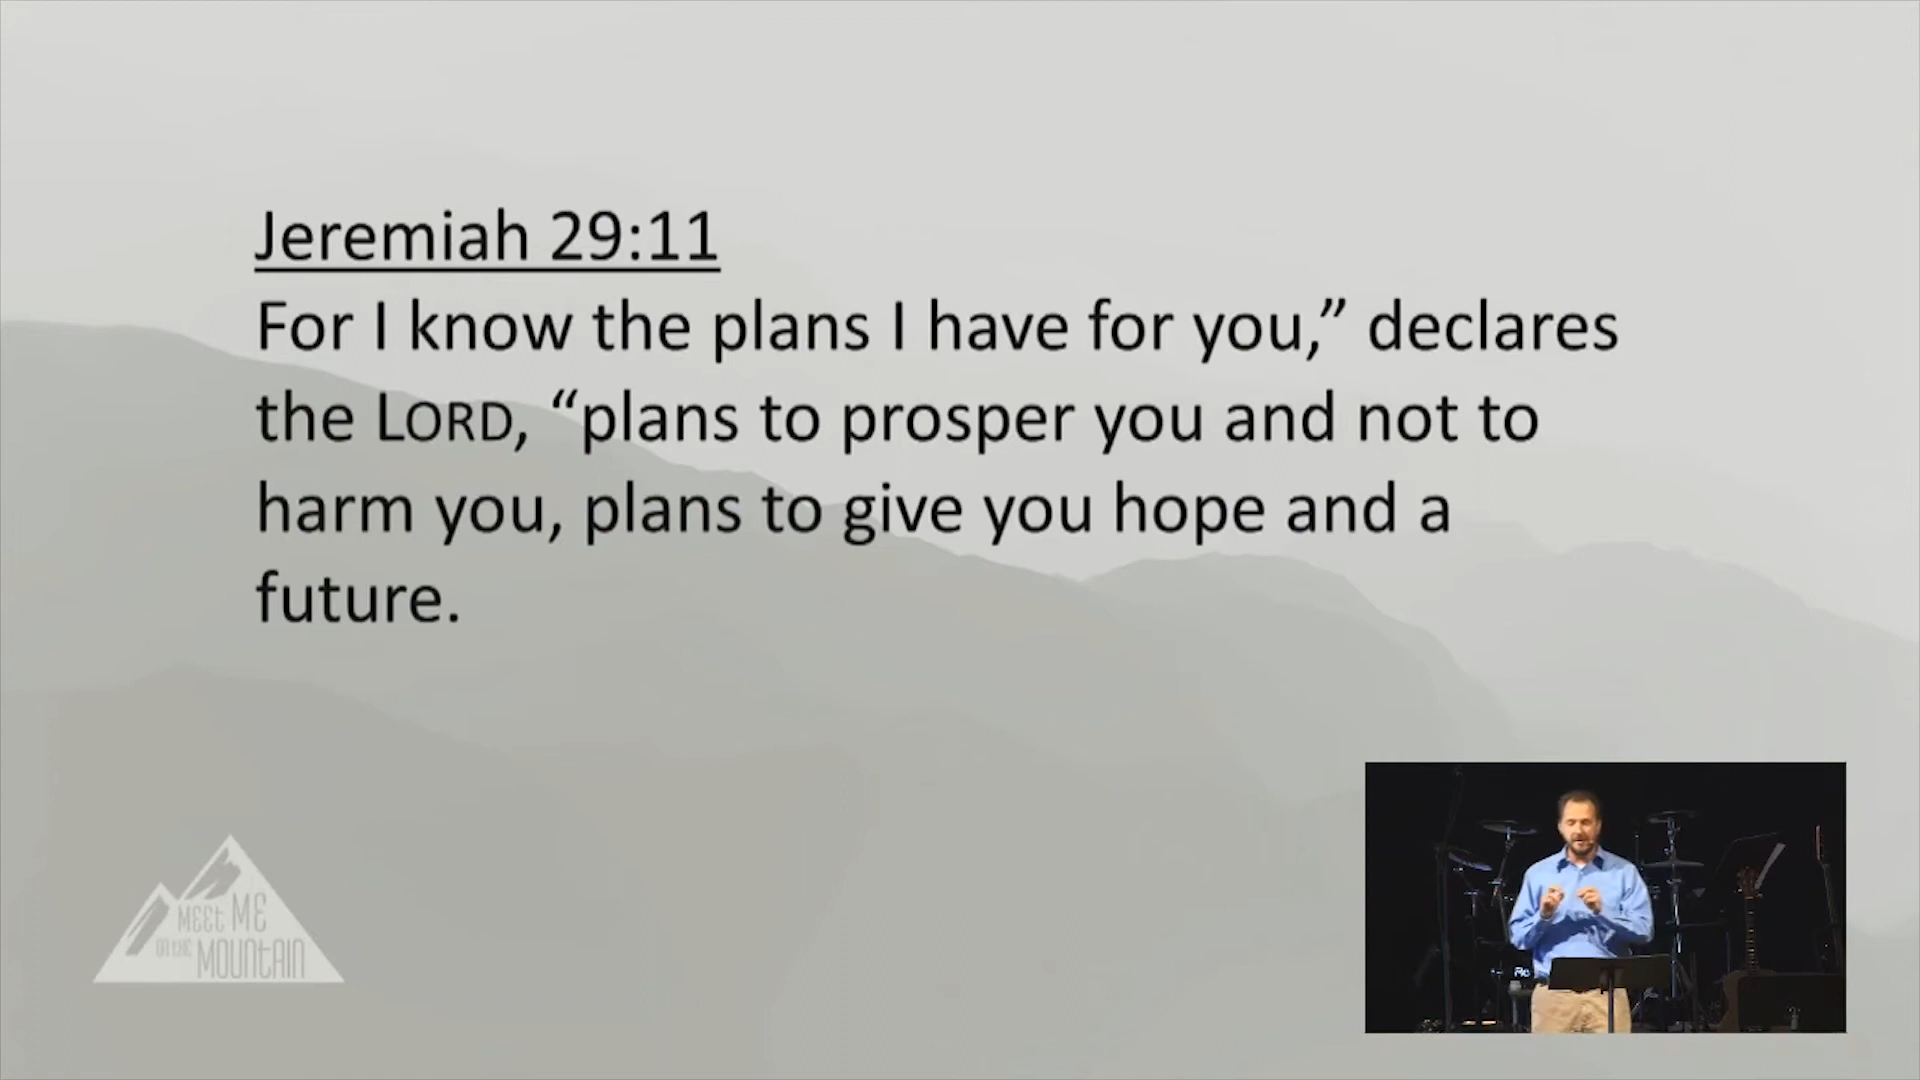 Jeremiah 29:11
For I know the plans I have for you,” declares
the LORD, “plans to prosper you and not to
harm you, plans to give you hope and a
future.
MEET ME
ON THE
MOUNTAIN